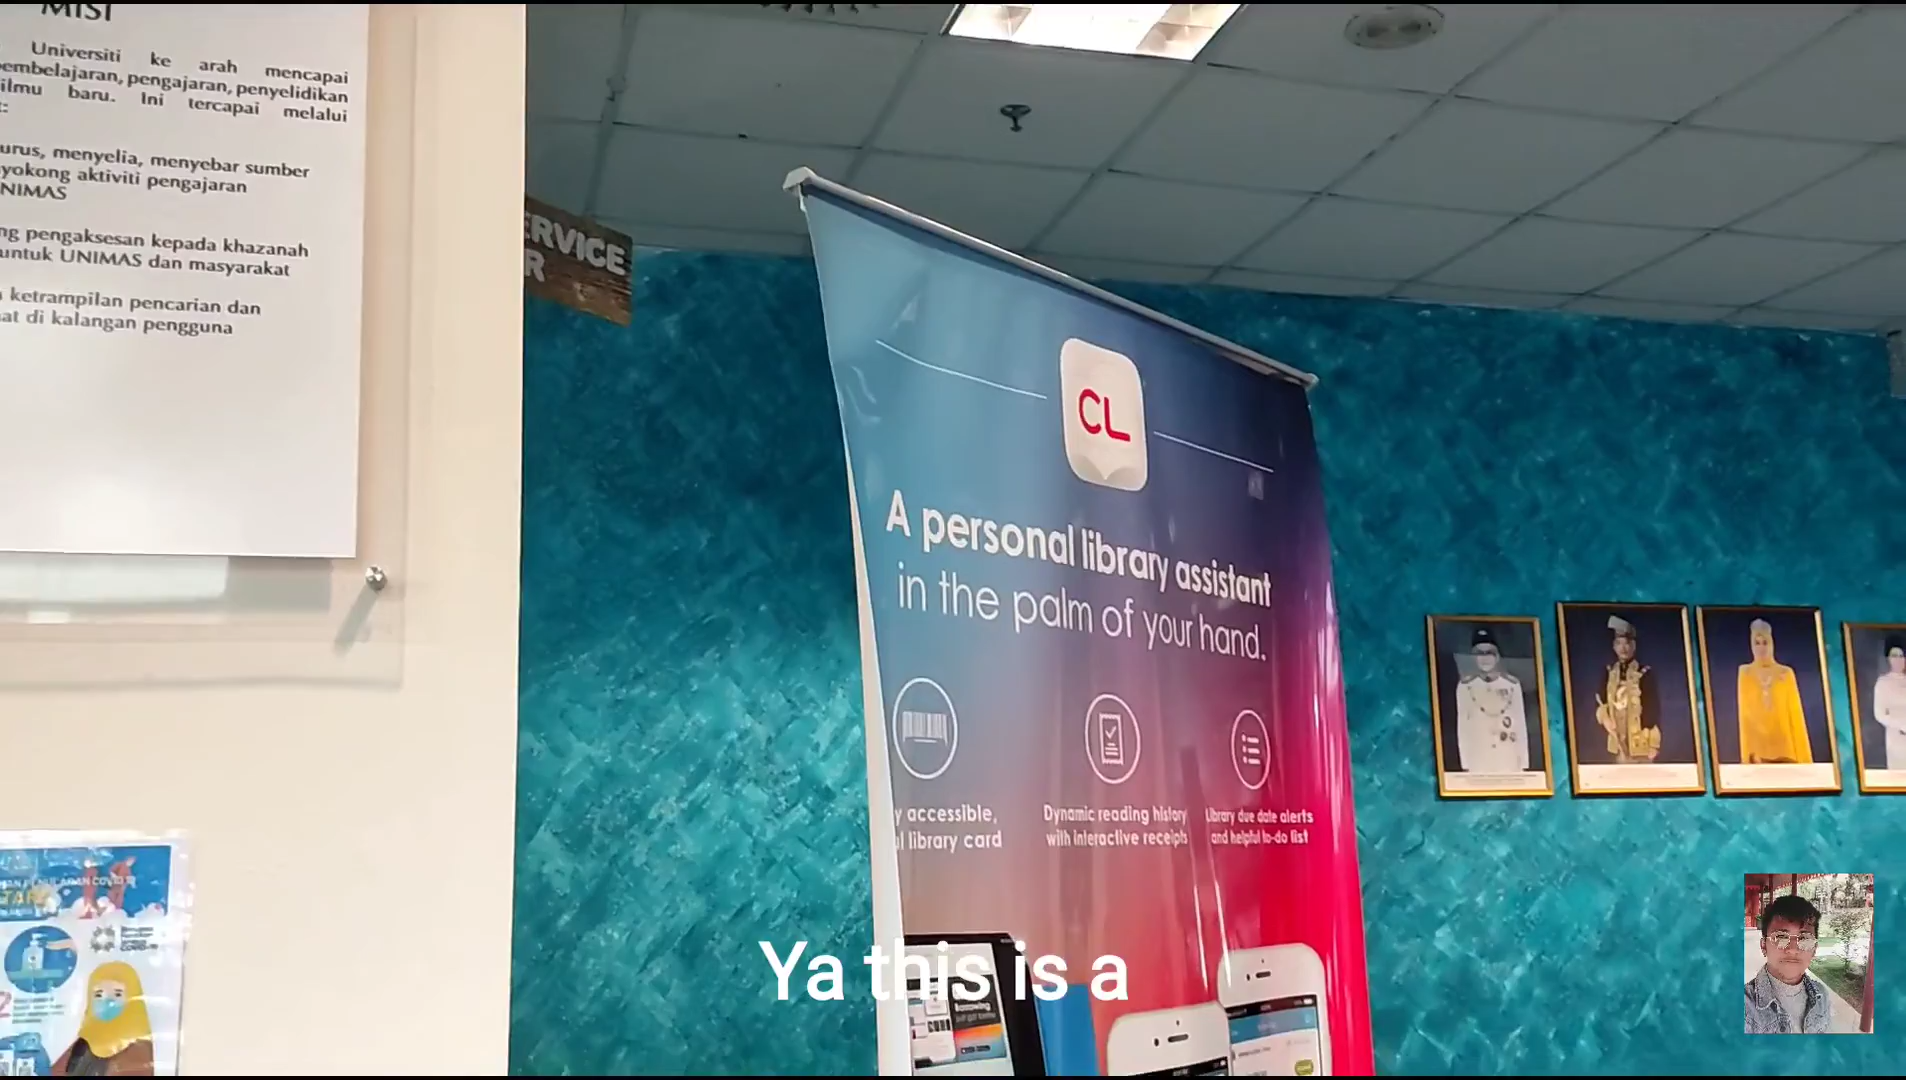 MISI
Universiti ke arah mencapai
pembelajaran, pengajaran, penyelidikan
ilmu baru. Ini tercapai melalui
urus, menyelia, menyebar sumber
yokong aktiviti pengajaran
UNIMAS
ng pengaksesan kepada khazanah
untuk UNIMAS dan masyarakat
ketrampilan pencarian dan
at di kalangan pengguna
ERVICE
R
CL
A personal library assistant
in the palm of your hand.
y accessible,
l library card
Dynamic reading history
with interactive receipts
Library due date alerts
and helpful to-do list
Ya this is a